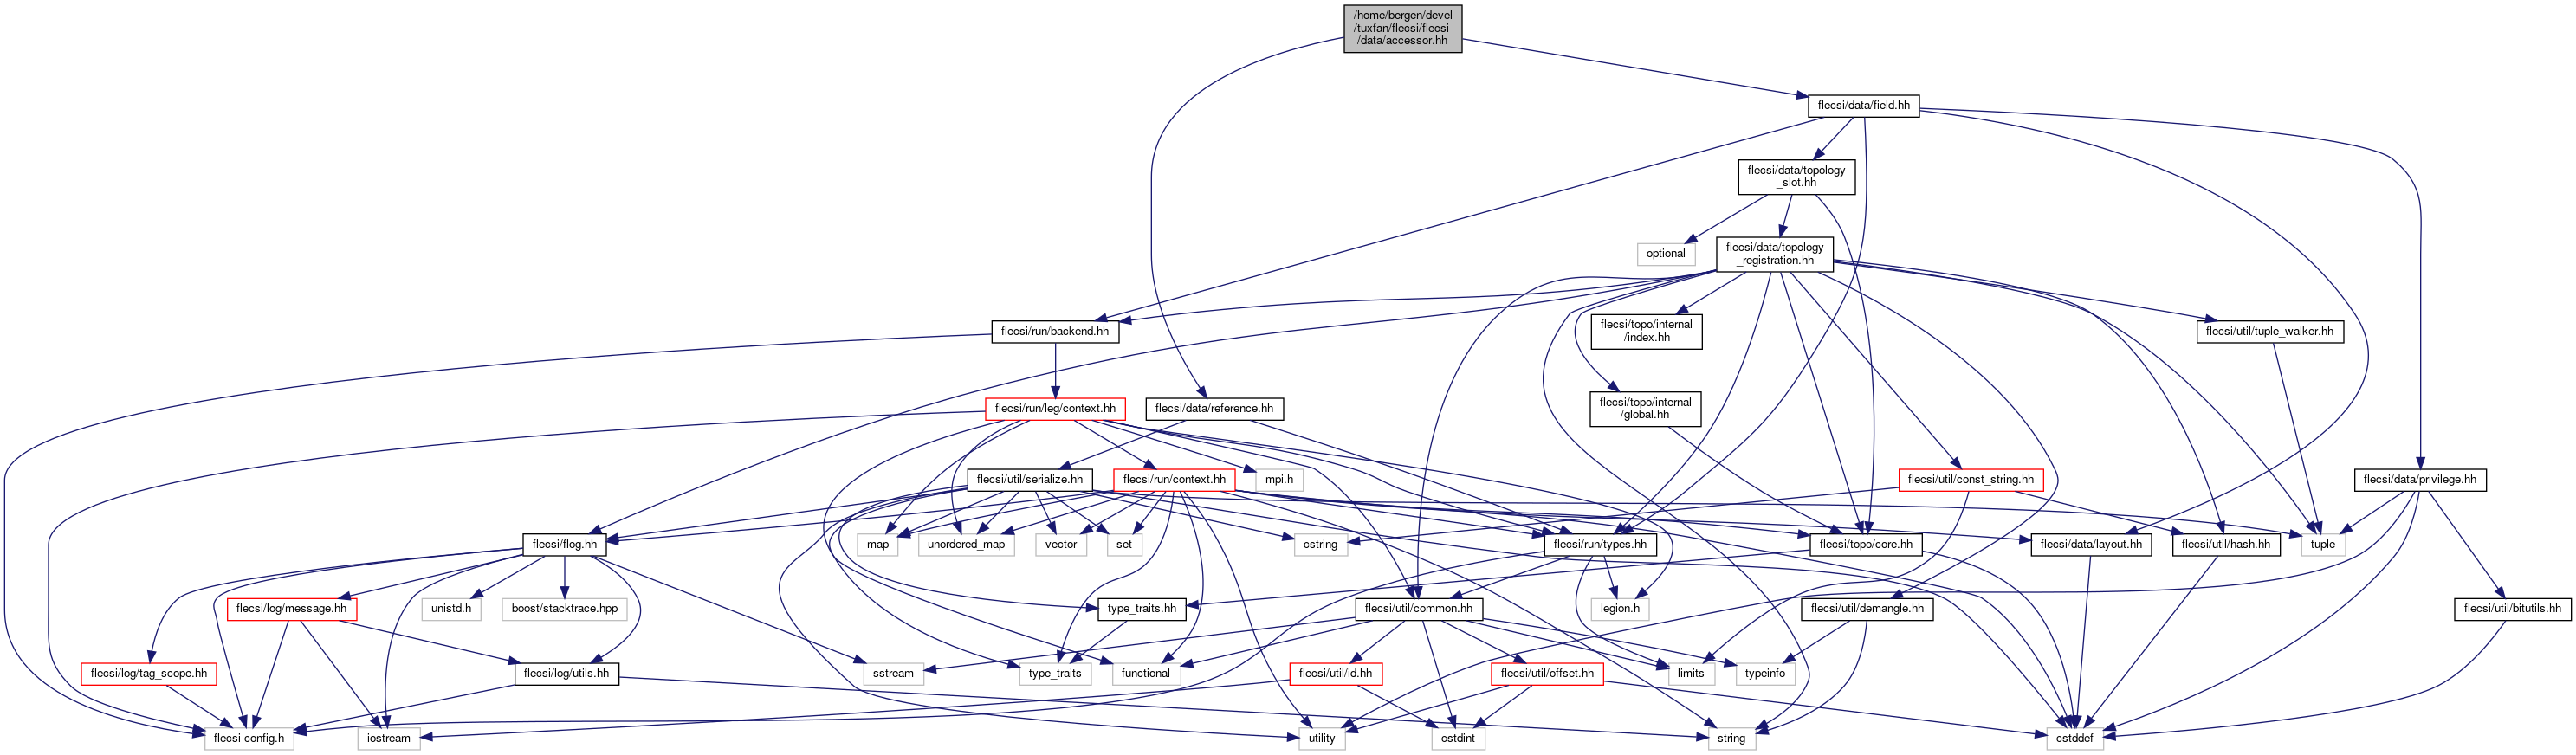 /home/bergen/devel
/tuxfan/flecsi/flecsi
/data/accessor.hh
flecsi/data/field.hh
flecsi/data/topology
_slot.hh
optional
flecsi/data/topology
_registration.hh
flecsi/run/backend.hh
flecsi/topo/internal
/index.hh
flecsi/util/tuple_walker.hh
flecsi/run/leg/context.hh
flecsi/data/reference.hh
flecsi/topo/internal
/global.hh
flecsi/util/serialize.hh
flecsi/run/context.hh
mpi.h
flecsi/util/const_string.hh
flecsi/data/privilege.hh
flecsi/flog.hh
map
unordered_map
vector
set
cstring
flecsi/run/types.hh
flecsi/topo/core.hh
flecsi/data/layout.hh
flecsi/util/hash.hh
tuple
flecsi/log/message.hh
unistd.h
boost/stacktrace.hpp
type_traits.hh
flecsi/util/common.hh
legion.h
flecsi/util/demangle.hh
flecsi/util/bitutils.hh
flecsi/log/tag_scope.hh
flecsi/log/utils.hh
sstream
type_traits
functional
flecsi/util/id.hh
flecsi/util/offset.hh
limits
typeinfo
flecsi-config.h
iostream
utility
cstdint
string
cstddef